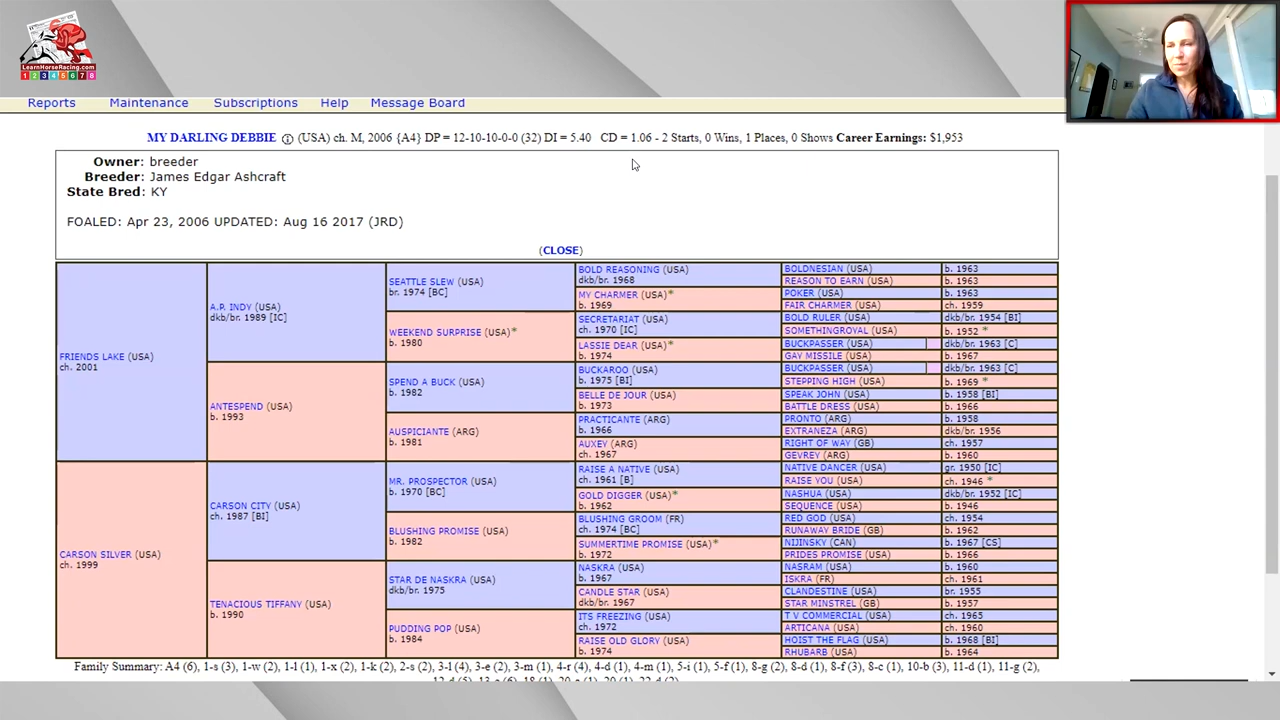 LearnHorseRacing.com
1 2 3 4 5 6 7 8
Reports Maintenance Subscriptions Help Message Board
MY DARLING DEBBIE (USA) ch. M, 2006 {A4} DP = 12-10-10-0-0 (32) DI = 5.40 CD = 1.06 - 2 Starts, 0 Wins, 1 Places, 0 Shows Career Earnings: $1,953
Owner: breeder
Breeder: James Edgar Ashcraft
State Bred: KY
FOALED: Apr 23, 2006 UPDATED: Aug 16 2017 (JRD)
(CLOSE)
FRIENDS LAKE (USA)
ch. 2001
A.P. INDY (USA)
dkb/br. 1989 [IC]
SEATTLE SLEW (USA)
br. 1974 [BC]
BOLD REASONING (USA)
dkb/br. 1968
BOLDNESIAN (USA) b. 1963
REASON TO EARN (USA) b. 1963
MY CHARMER (USA)*
b. 1969
POKER (USA) b. 1963
FAIR CHARMER (USA) ch. 1959
WEEKEND SURPRISE (USA)*
b. 1980
SECRETARIAT (USA)
ch. 1970 [IC]
BOLD RULER (USA) dkb/br. 1954 [BI]
SOMETHINGROYAL (USA) b. 1952 *
LASSIE DEAR (USA)*
b. 1974
BUCKPASSER (USA) dkb/br. 1963 [C]
GAY MISSILE (USA) b. 1967
ANTESPEND (USA)
b. 1993
SPEND A BUCK (USA)
b. 1982
BUCKAROO (USA)
b. 1975 [BI]
BUCKPASSER (USA) dkb/br. 1963 [C]
STEPPING HIGH (USA) b. 1969 *
BELLE DE JOUR (USA)
b. 1973
SPEAK JOHN (USA) b. 1958 [BI]
BATTLE DRESS (USA) b. 1966
AUSPICIANTE (ARG)
b. 1981
PRACTICANTE (ARG)
b. 1966
PRONTO (ARG) b. 1958
EXTRANEZA (ARG) dkb/br. 1956
AUXEY (ARG)
ch. 1967
RIGHT OF WAY (GB) ch. 1957
GEVREY (ARG) b. 1960
CARSON SILVER (USA)
ch. 1999
CARSON CITY (USA)
ch. 1987 [BI]
MR. PROSPECTOR (USA)
b. 1970 [BC]
RAISE A NATIVE (USA)
ch. 1961 [B]
NATIVE DANCER (USA) gr. 1950 [IC]
RAISE YOU (USA) ch. 1946 *
GOLD DIGGER (USA)*
b. 1962
NASHUA (USA) dkb/br. 1952 [IC]
SEQUENCE (USA) b. 1946
BLUSHING PROMISE (USA)
b. 1982
BLUSHING GROOM (FR)
ch. 1974 [BC]
RED GOD (USA) ch. 1954
RUNAWAY BRIDE (GB) b. 1962
SUMMERTIME PROMISE (USA)*
b. 1972
NIJINSKY (CAN) b. 1967 [CS]
PRIDES PROMISE (USA) b. 1966
TENACIOUS TIFFANY (USA)
b. 1990
STAR DE NASKRA (USA)
dkb/br. 1975
NASKRA (USA)
b. 1967
NASRAM (USA) b. 1960
ISKRA (FR) ch. 1961
CANDLE STAR (USA)
dkb/br. 1967
CLANDESTINE (USA) br. 1955
STAR MINSTREL (GB) b. 1957
PUDDING POP (USA)
b. 1984
ITS FREEZING (USA)
ch. 1972
T V COMMERCIAL (USA) ch. 1965
ARTICANA (USA) ch. 1960
RAISE OLD GLORY (USA)
b. 1974
HOIST THE FLAG (USA) b. 1968 [BI]
RHUBARB (USA) b. 1964
Family Summary: A4 (6), 1-s (3), 1-w (2), 1-l (1), 1-x (2), 1-k (2), 2-s (2), 3-l (4), 3-e (2), 3-m (1), 4-r (4), 4-d (1), 4-m (1), 5-i (1), 5-f (1), 8-g (2), 8-d (1), 8-f (3), 8-c (1), 10-b (3), 11-d (1), 11-g (2),